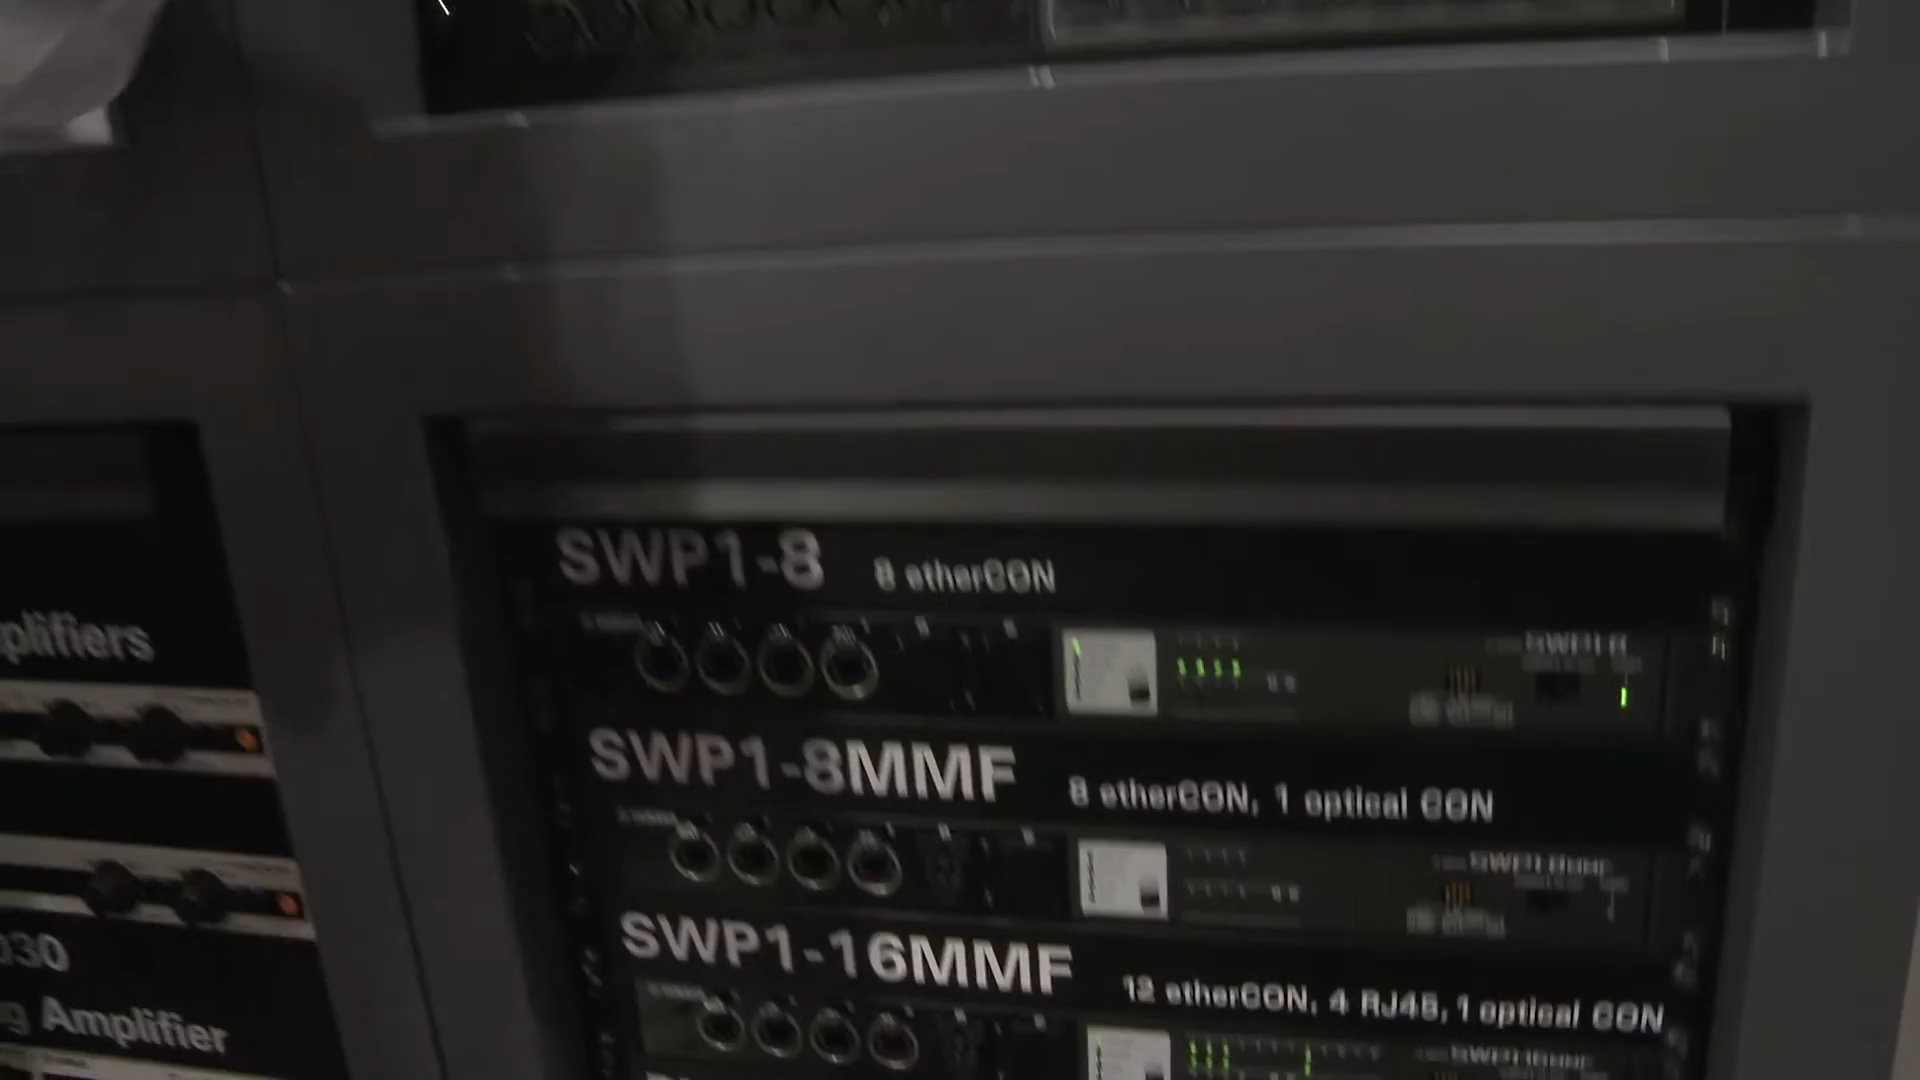 SWP1-8 8 etherCON
SWP1-8MMF 8 etherCON, 1 optical CON
SWP1-16MMF 12 etherCON, 4 RJ45, 1 optical CON
plifiers
030
g Amplifier